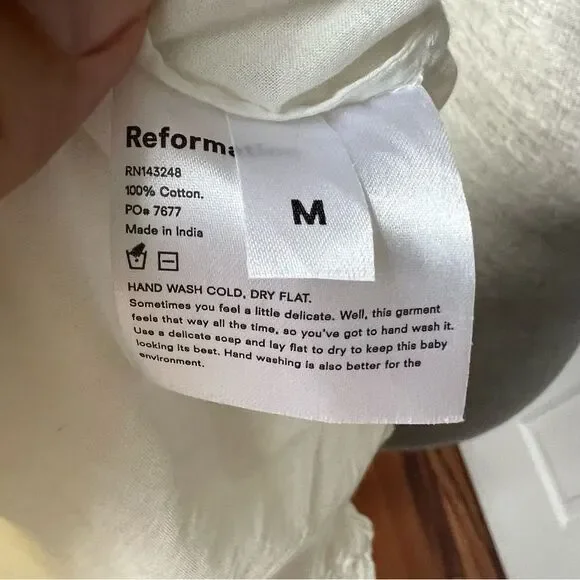 Reforma
M
RN143248
100% Cotton.
PO# 7677
Made in India
HAND WASH COLD, DRY FLAT.
Sometimes you feel a little delicate. Well, this garment
feels that way all the time, so you've got to hand wash it.
Use a delicate soap and lay flat to dry to keep this baby
looking its best. Hand washing is also better for the
environment.